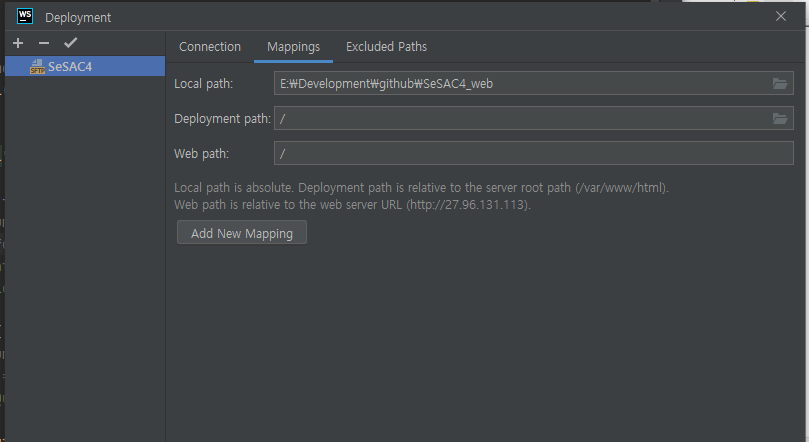 WS Deployment
Connection Mappings Excluded Paths
SFTP SeSAC4
Local path: E:₩Development₩github₩SeSAC4_web
Deployment path: /
Web path: /
Local path is absolute. Deployment path is relative to the server root path (/var/www/html).
Web path is relative to the web server URL (http://27.96.131.113).
Add New Mapping